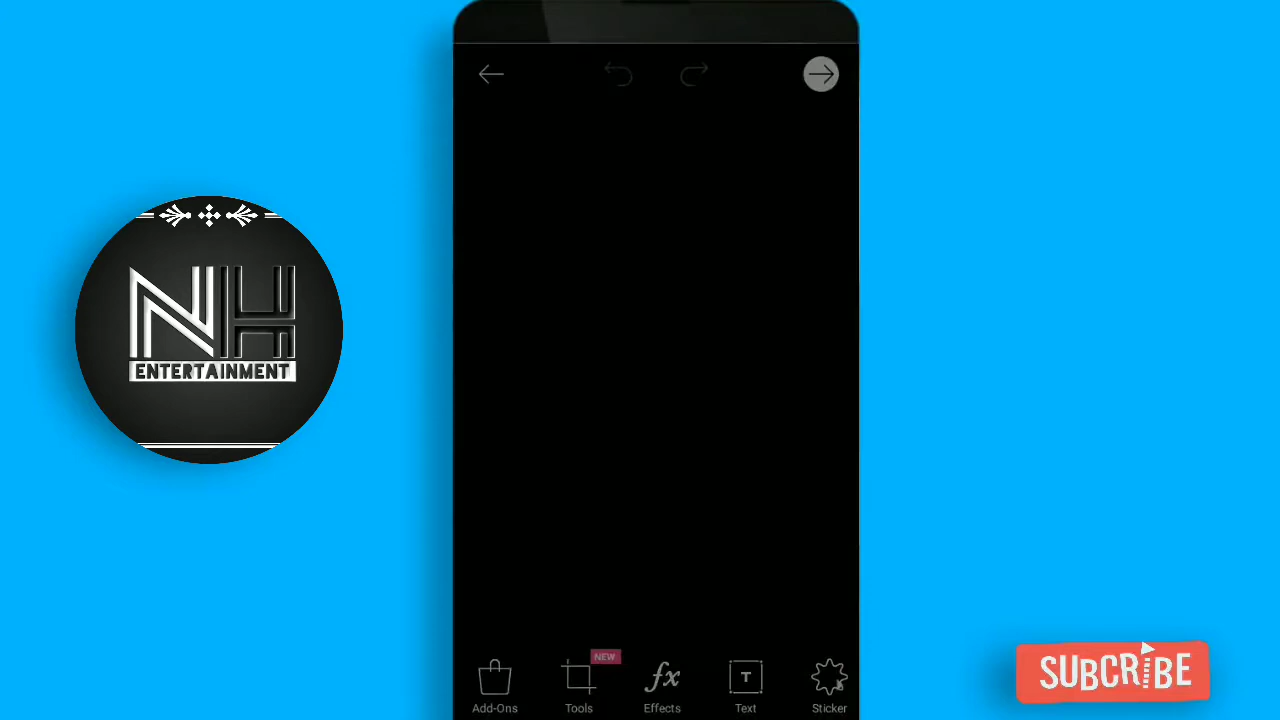 NH
ENTERTAINMENT
NEW
fx
T
Add-Ons Tools Effects Text Sticker
SUBCRIBE